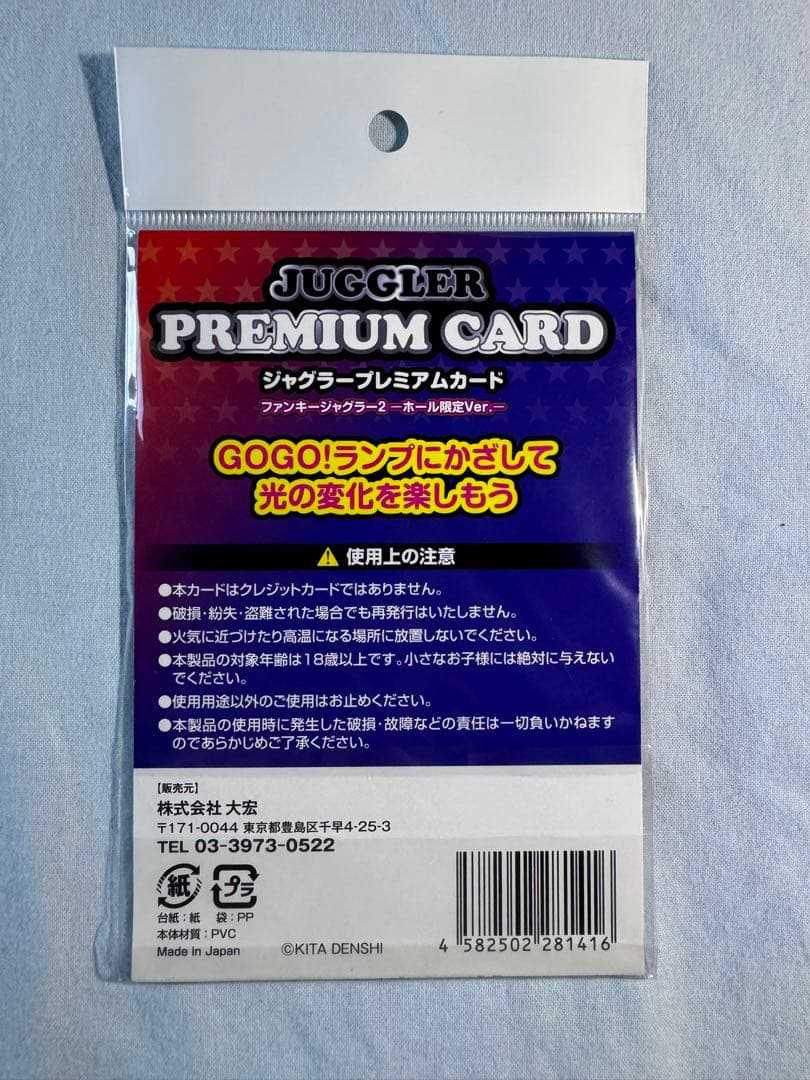 JUGGLER
PREMIUM CARD
ジャグラープレミアムカード
ファンキージャグラー2 ーホール限定Ver.ー
GOGO!ランプにかざして
光の変化を楽しもう
使用上の注意
●本カードはクレジットカードではありません。
●破損・紛失・盗難された場合でも再発行はいたしません。
●火気に近づけたり高温になる場所に放置しないでください。
●本製品の対象年齢は18歳以上です。小さなお子様には絶対に与えない
でください。
●使用用途以外のご使用はお止めください。
●本製品の使用時に発生した破損・故障などの責任は一切負いかねます
のであらかじめご了承ください。
【販売元】
株式会社 大宏
〒171-0044 東京都豊島区千早4-25-3
TEL 03-3973-0522
紙 プラ
台紙:紙 袋:PP
本体材質:PVC
Made in Japan ©KITA DENSHI
4 582502 281416